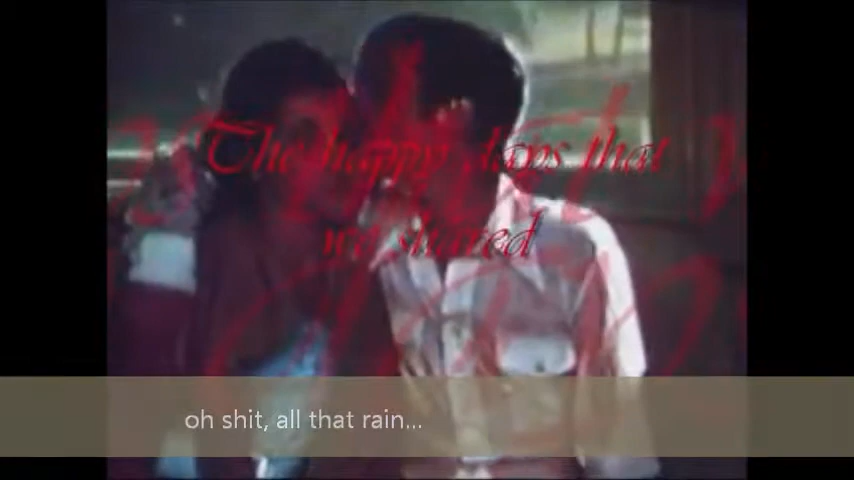 The happy days that
we shared
oh shit, all that rain...